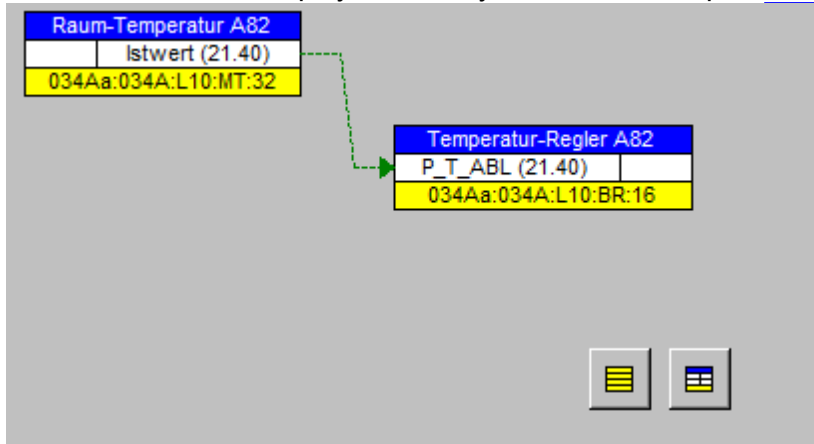 Raum-Temperatur A82
Istwert (21.40)
034Aa:034A:L10:MT:32
Temperatur-Regler A82
P_T_ABL (21.40)
034Aa:034A:L10:BR:16